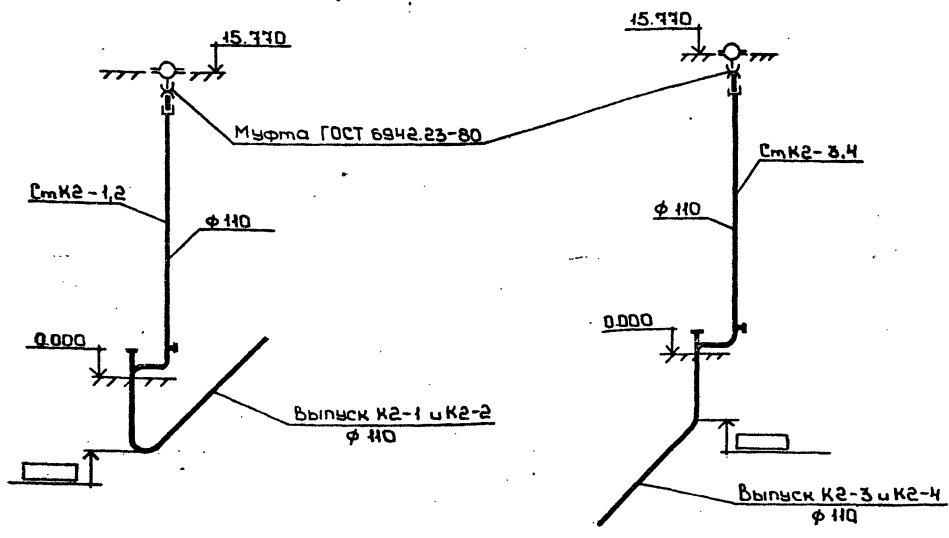 15.770
15.770
Муфта ГОСТ 6942.23-80
СтК2-1,2
СтК2-3.4
ф 110
ф 110
0.000
0.000
Выпуск К2-1 и К2-2
ф 110
Выпуск К2-3 и К2-4
ф 110